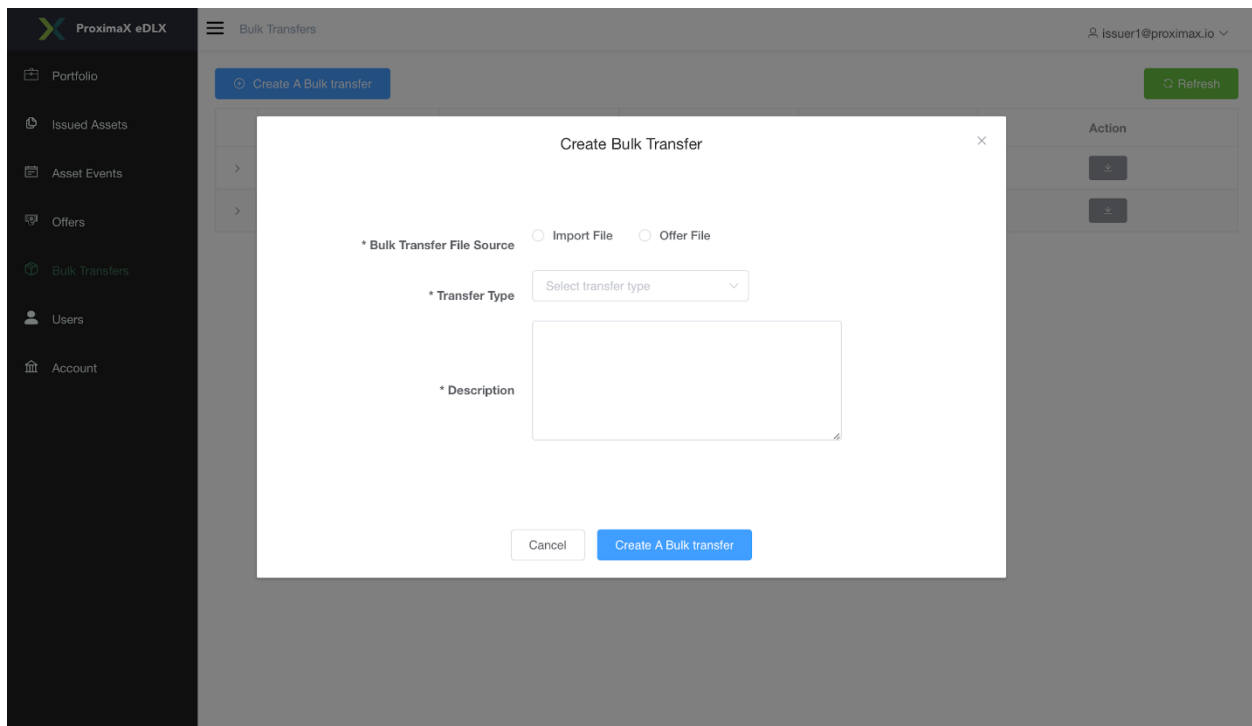 ProximaX eDLX
Bulk Transfers
issuer1@proximax.io
Portfolio
Issued Assets
Asset Events
Offers
Bulk Transfers
Users
Account
Create A Bulk transfer
Refresh
Action
Create Bulk Transfer
* Bulk Transfer File Source
Import File
Offer File
* Transfer Type
Select transfer type
* Description
Cancel
Create A Bulk transfer